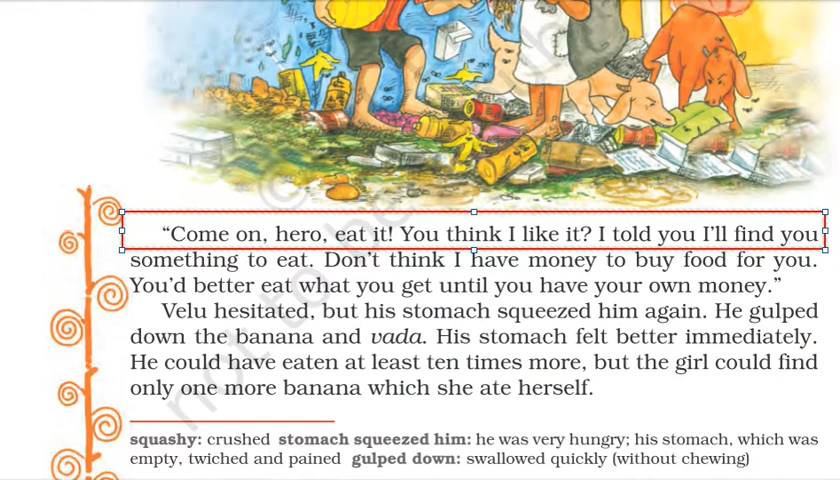 “Come on, hero, eat it! You think I like it? I told you I’ll find you
something to eat. Don’t think I have money to buy food for you.
You’d better eat what you get until you have your own money.”
Velu hesitated, but his stomach squeezed him again. He gulped
down the banana and vada. His stomach felt better immediately.
He could have eaten at least ten times more, but the girl could find
only one more banana which she ate herself.
squashy: crushed stomach squeezed him: he was very hungry; his stomach, which was
empty, twiched and pained gulped down: swallowed quickly (without chewing)
not to be